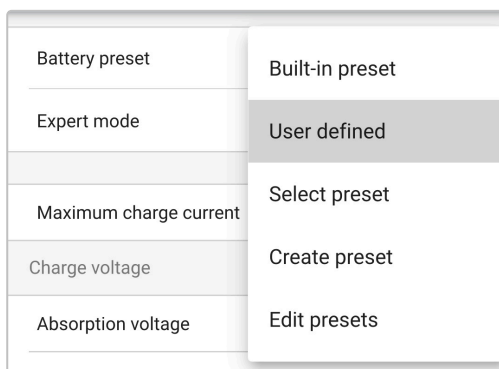 Battery preset
Built-in preset
Expert mode
User defined
Select preset
Maximum charge current
Create preset
Charge voltage
Absorption voltage
Edit presets